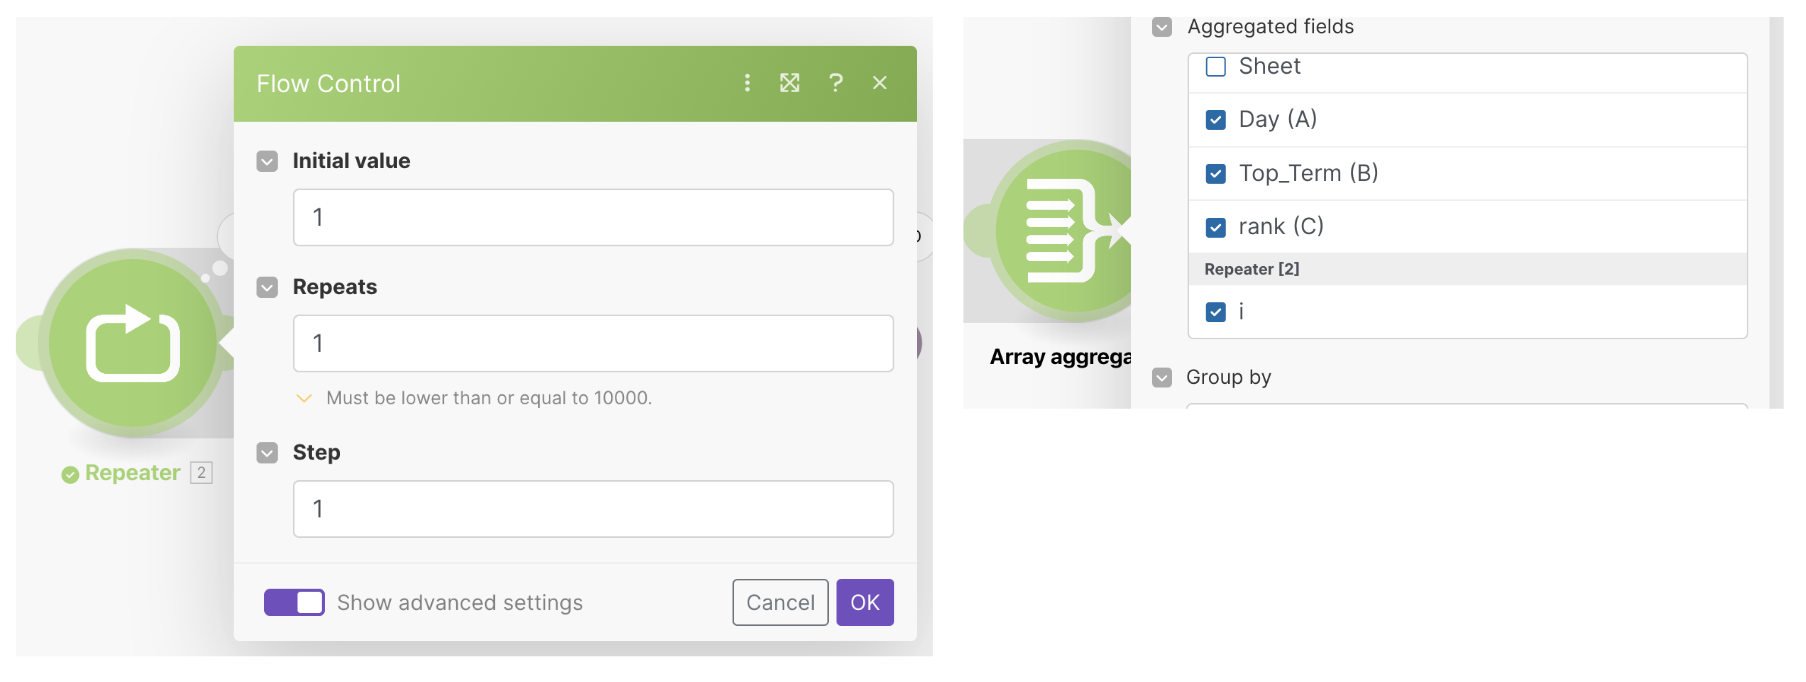 Flow Control
?
Initial value
1
Repeats
1
Must be lower than or equal to 10000.
Step
1
Show advanced settings
Cancel
OK
Repeater 2
Aggregated fields
Sheet
Day (A)
Top_Term (B)
rank (C)
Repeater [2]
i
Array aggrega
Group by